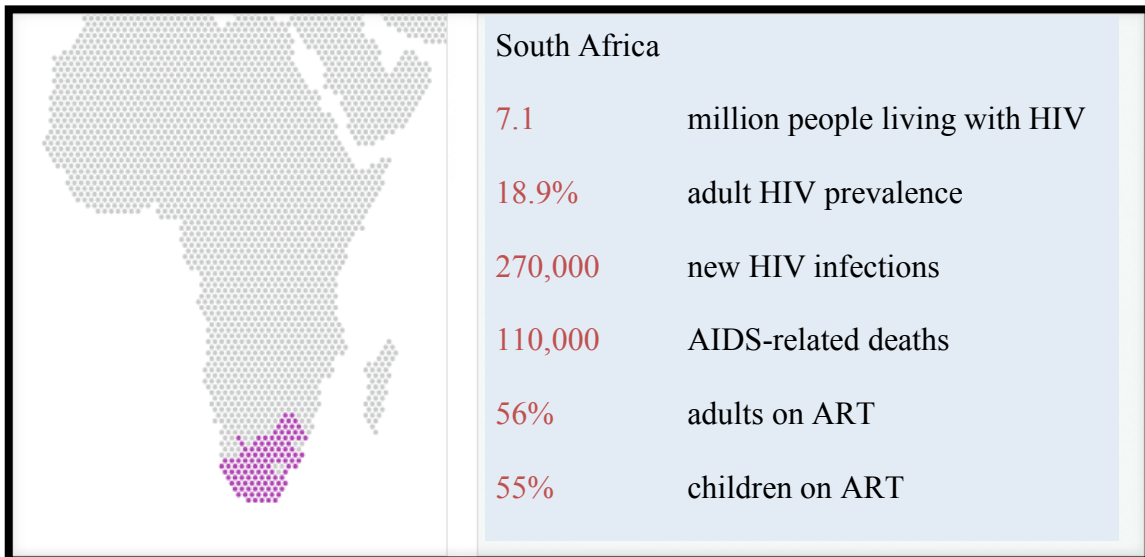 South Africa
7.1 million people living with HIV
18.9% adult HIV prevalence
270,000 new HIV infections
110,000 AIDS-related deaths
56% adults on ART
55% children on ART